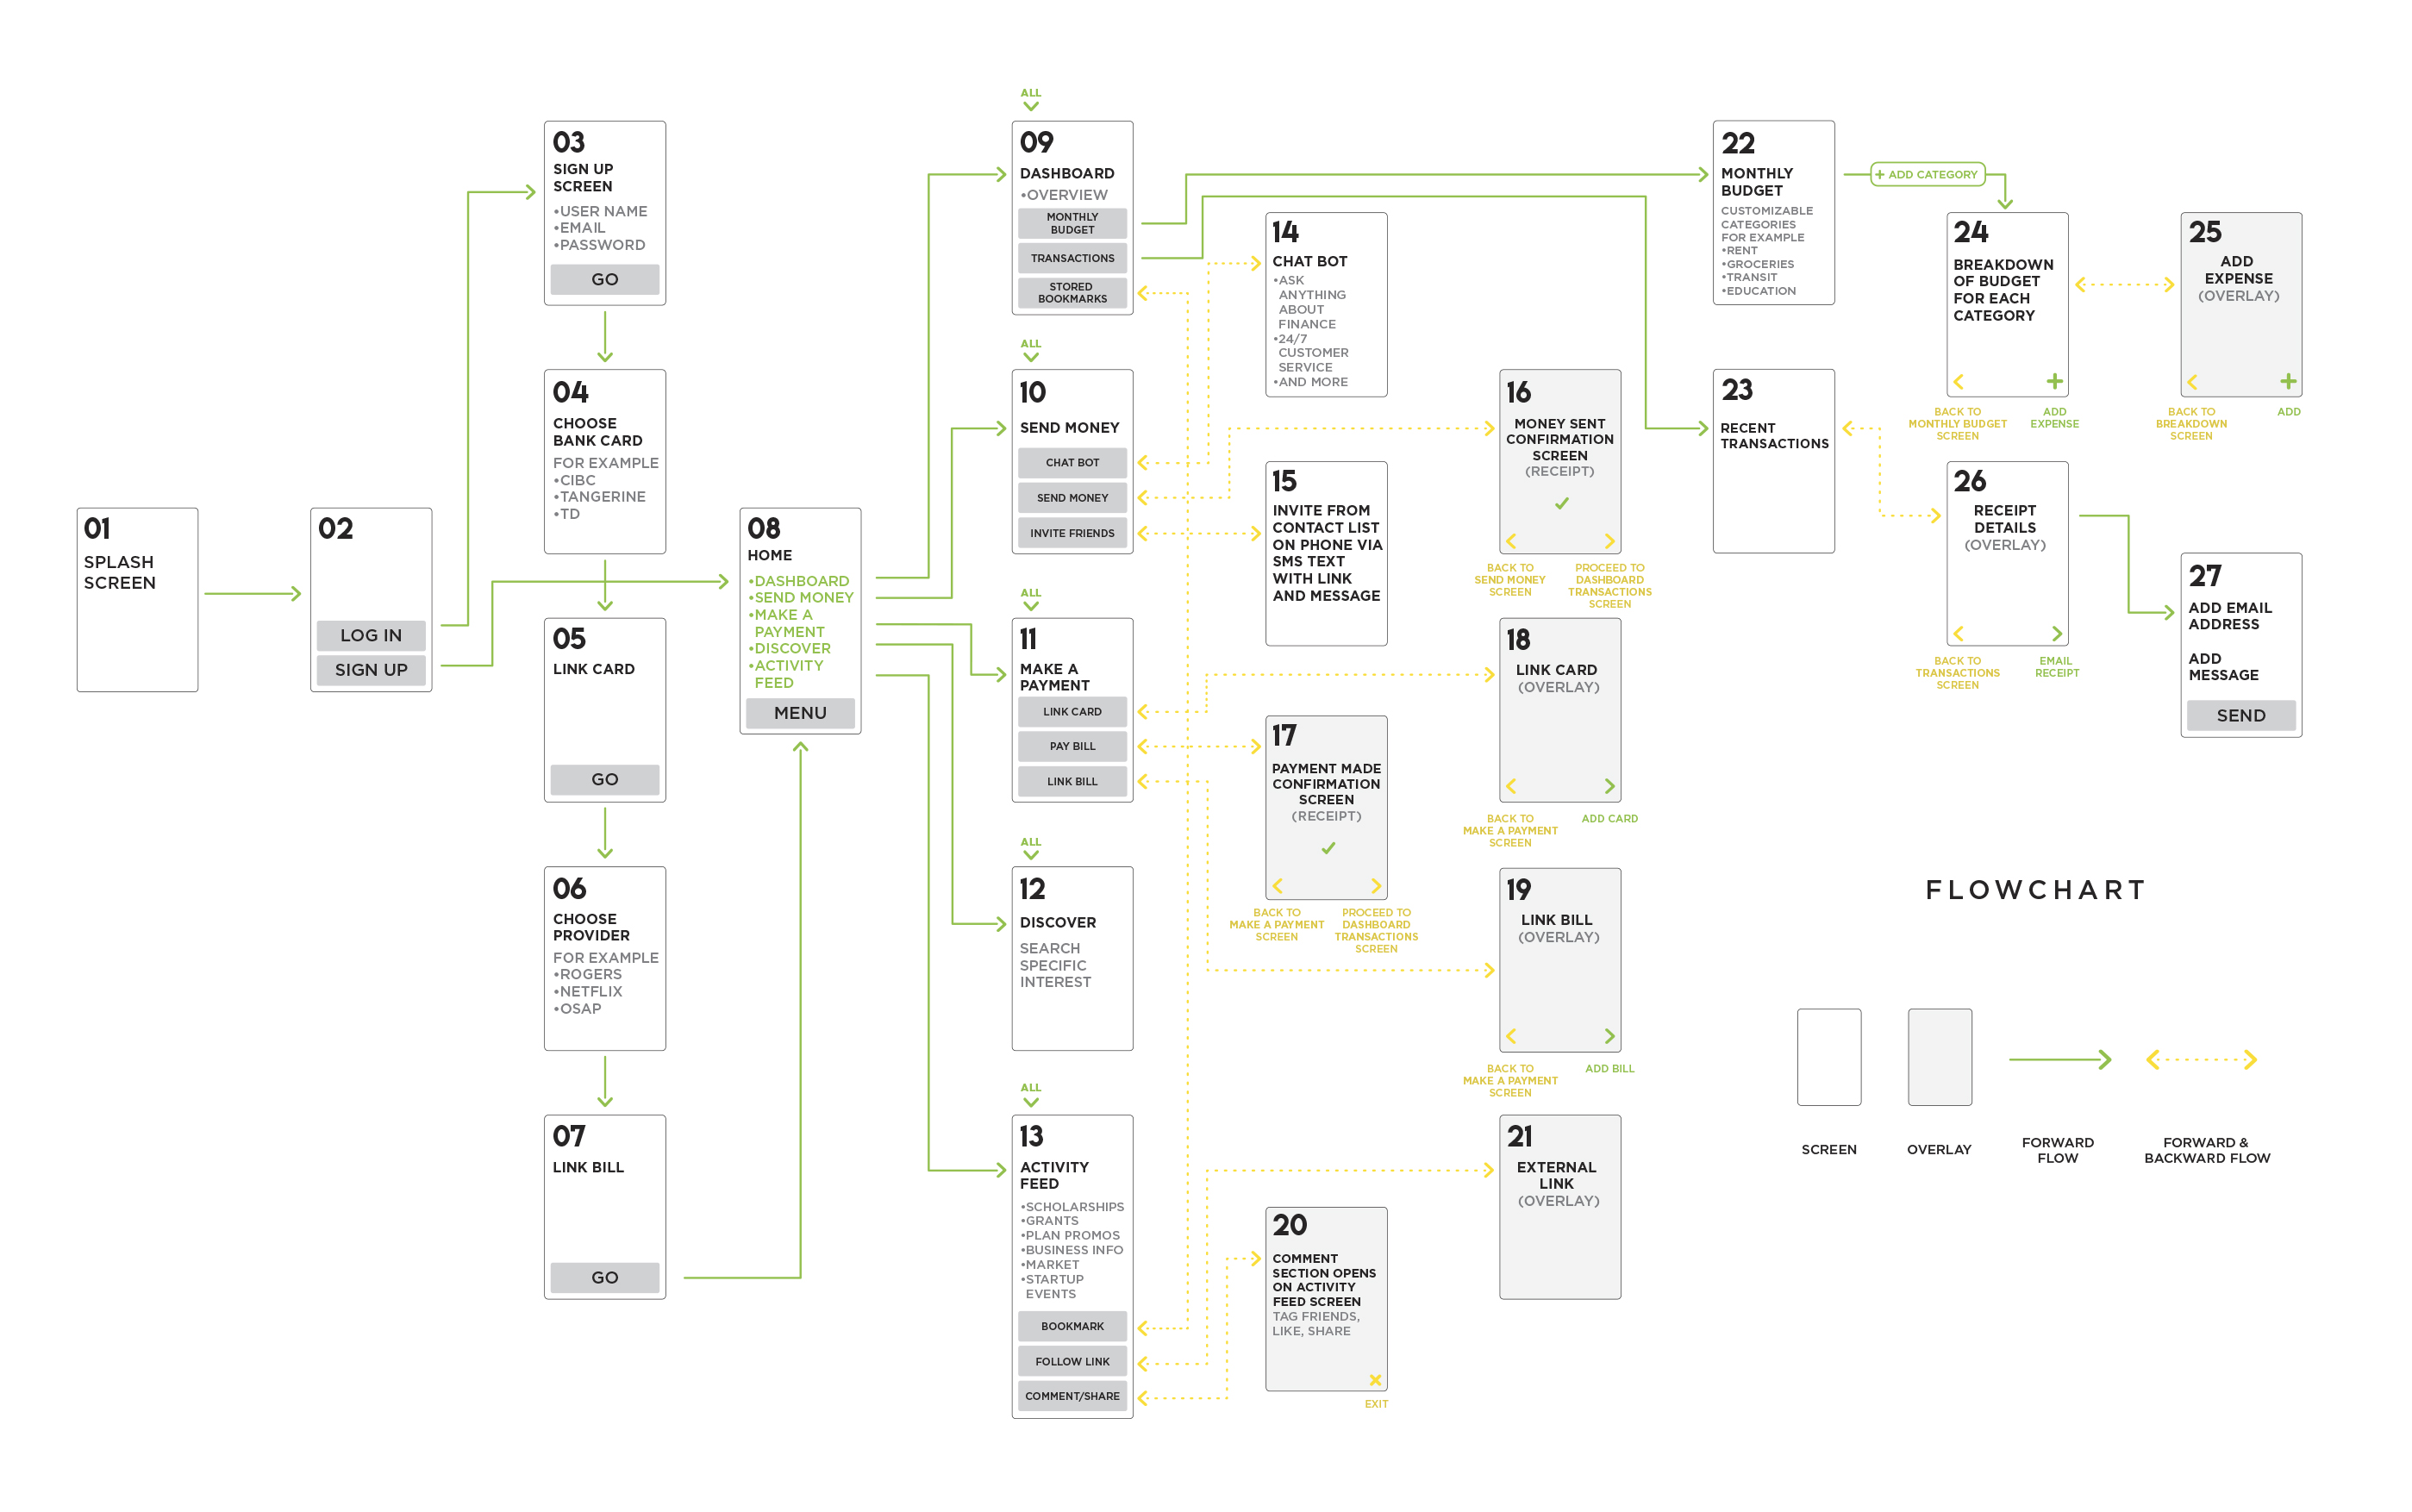 01
SPLASH
SCREEN
02
LOG IN
SIGN UP
03
SIGN UP
SCREEN
•USER NAME
•EMAIL
•PASSWORD
GO
04
CHOOSE
BANK CARD
FOR EXAMPLE
•CIBC
•TANGERINE
•TD
05
LINK CARD
GO
06
CHOOSE
PROVIDER
FOR EXAMPLE
•ROGERS
•NETFLIX
•OSAP
07
LINK BILL
GO
08
HOME
•DASHBOARD
•SEND MONEY
•MAKE A
PAYMENT
•DISCOVER
•ACTIVITY
FEED
MENU
ALL
09
DASHBOARD
•OVERVIEW
MONTHLY
BUDGET
TRANSACTIONS
STORED
BOOKMARKS
ALL
10
SEND MONEY
CHAT BOT
SEND MONEY
INVITE FRIENDS
ALL
11
MAKE A
PAYMENT
LINK CARD
PAY BILL
LINK BILL
ALL
12
DISCOVER
SEARCH
SPECIFIC
INTEREST
ALL
13
ACTIVITY
FEED
•SCHOLARSHIPS
•GRANTS
•PLAN PROMOS
•BUSINESS INFO
•MARKET
•STARTUP
EVENTS
BOOKMARK
FOLLOW LINK
COMMENT/SHARE
14
CHAT BOT
•ASK
ANYTHING
ABOUT
FINANCE
•24/7
CUSTOMER
SERVICE
•AND MORE
15
INVITE FROM
CONTACT LIST
ON PHONE VIA
SMS TEXT
WITH LINK
AND MESSAGE
16
MONEY SENT
CONFIRMATION
SCREEN
(RECEIPT)
BACK TO
SEND MONEY
SCREEN
PROCEED TO
DASHBOARD
TRANSACTIONS
SCREEN
17
PAYMENT MADE
CONFIRMATION
SCREEN
(RECEIPT)
BACK TO
MAKE A PAYMENT
SCREEN
PROCEED TO
DASHBOARD
TRANSACTIONS
SCREEN
18
LINK CARD
(OVERLAY)
BACK TO
MAKE A PAYMENT
SCREEN
ADD CARD
19
LINK BILL
(OVERLAY)
BACK TO
MAKE A PAYMENT
SCREEN
ADD BILL
20
COMMENT
SECTION OPENS
ON ACTIVITY
FEED SCREEN
TAG FRIENDS,
LIKE, SHARE
EXIT
21
EXTERNAL
LINK
(OVERLAY)
22
MONTHLY
BUDGET
CUSTOMIZABLE
CATEGORIES
FOR EXAMPLE
•RENT
•GROCERIES
•TRANSIT
•EDUCATION
+ ADD CATEGORY
23
RECENT
TRANSACTIONS
24
BREAKDOWN
OF BUDGET
FOR EACH
CATEGORY
BACK TO
MONTHLY BUDGET
SCREEN
ADD
EXPENSE
25
ADD
EXPENSE
(OVERLAY)
BACK TO
BREAKDOWN
SCREEN
ADD
26
RECEIPT
DETAILS
(OVERLAY)
BACK TO
TRANSACTIONS
SCREEN
EMAIL
RECEIPT
27
ADD EMAIL
ADDRESS
ADD
MESSAGE
SEND
FLOWCHART
SCREEN
OVERLAY
FORWARD
FLOW
FORWARD &
BACKWARD FLOW